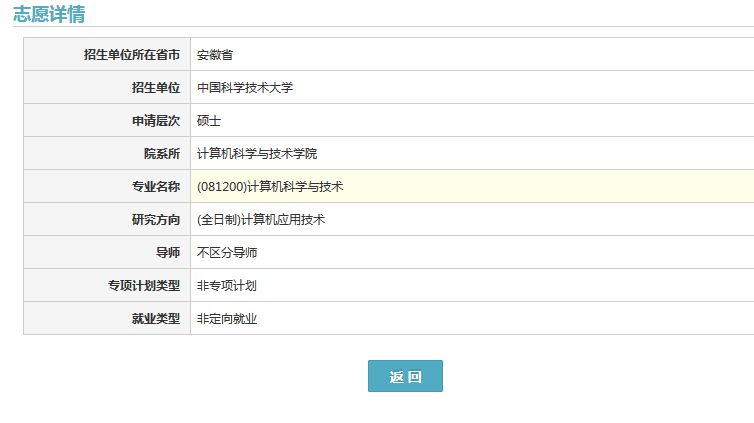 志愿详情
招生单位所在省市 安徽省
招生单位 中国科学技术大学
申请层次 硕士
院系所 计算机科学与技术学院
专业名称 (081200)计算机科学与技术
研究方向 (全日制)计算机应用技术
导师 不区分导师
专项计划类型 非专项计划
就业类型 非定向就业
返 回